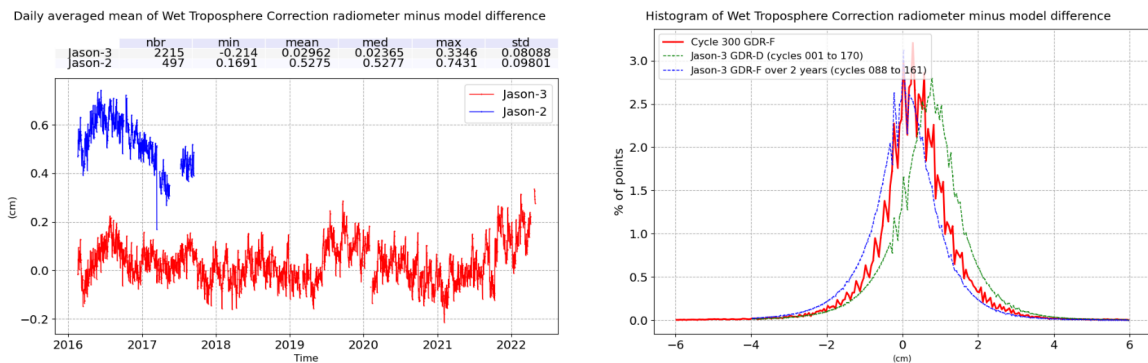 Daily averaged mean of Wet Troposphere Correction radiometer minus model difference
nbr min mean med max std
Jason-3 2215 -0.214 0.02962 0.02365 0.3346 0.08088
Jason-2 497 0.1691 0.5275 0.5277 0.7431 0.09801
Jason-3
Jason-2
0.6
0.4
0.2
0.0
−0.2
(cm)
2016 2017 2018 2019 2020 2021 2022
Time
Histogram of Wet Troposphere Correction radiometer minus model difference
Cycle 300 GDR-F
Jason-3 GDR-D (cycles 001 to 170)
Jason-3 GDR-F over 2 years (cycles 088 to 161)
3.0
2.5
2.0
1.5
1.0
0.5
0.0
% of points
−6 −4 −2 0 2 4 6
(cm)